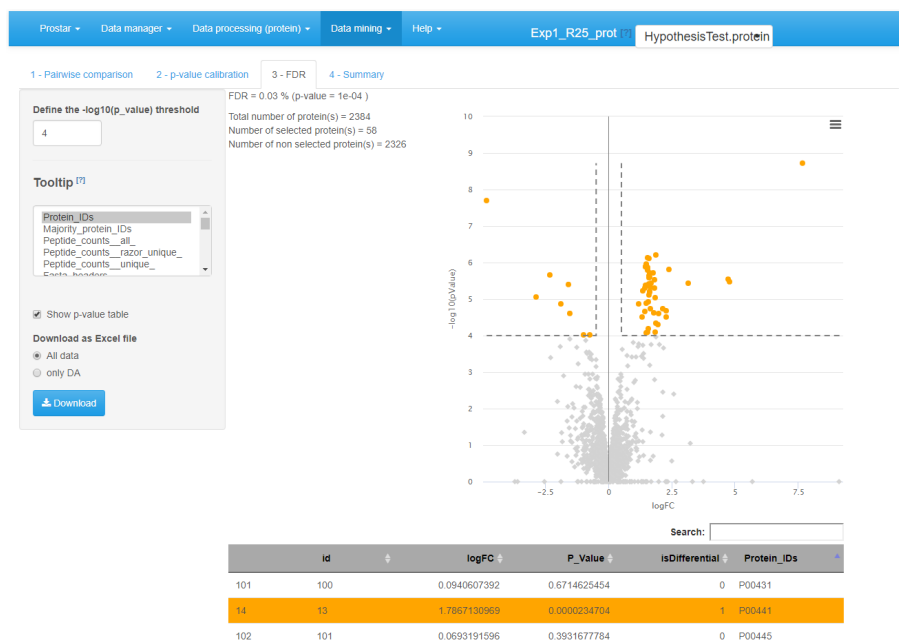 Prostar Data manager Data processing (protein) Data mining Help Exp1_R25_prot [?] HypothesisTest.protein
1 - Pairwise comparison 2 - p-value calibration 3 - FDR 4 - Summary
Define the -log10(p_value) threshold
4
Tooltip [?]
Protein_IDs
Majority_protein_IDs
Peptide_counts__all_
Peptide_counts__razor_unique_
Peptide_counts__unique_
Fasta_headers
Show p-value table
Download as Excel file
All data
only DA
Download
FDR = 0.03 % (p-value = 1e-04 )
Total number of protein(s) = 2384
Number of selected protein(s) = 58
Number of non selected protein(s) = 2326
10
9
8
7
6
5
4
3
2
1
0
-log10(pValue)
-2.5 0 2.5 5 7.5
logFC
Search:
id logFC P_Value isDifferential Protein_IDs
101 100 0.0940607392 0.6714625454 0 P00431
14 13 1.7867130969 0.0000234704 1 P00441
102 101 0.0693191596 0.3931677784 0 P00445